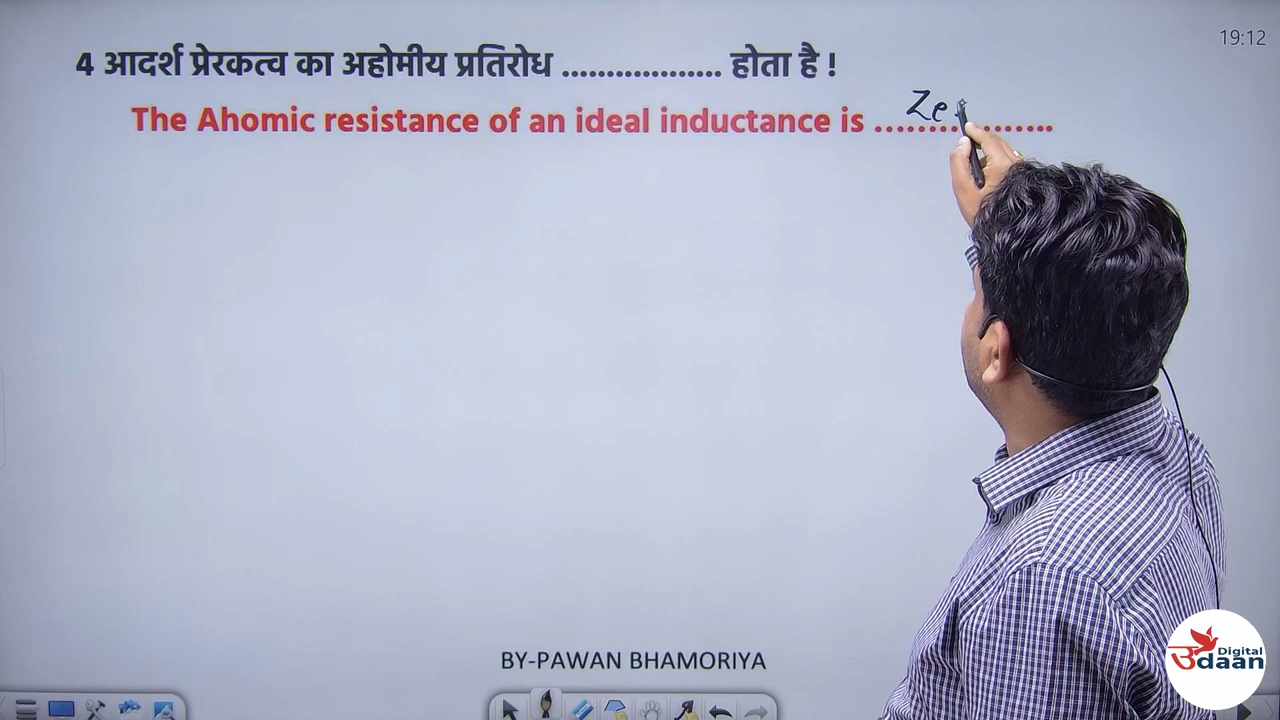 19:12
4 आदर्श प्रेरकत्व का अहोमीय प्रतिरोध .................. होता है !
Ze
The Ahomic resistance of an ideal inductance is ....................
BY-PAWAN BHAMORIYA
Digital
उdaan